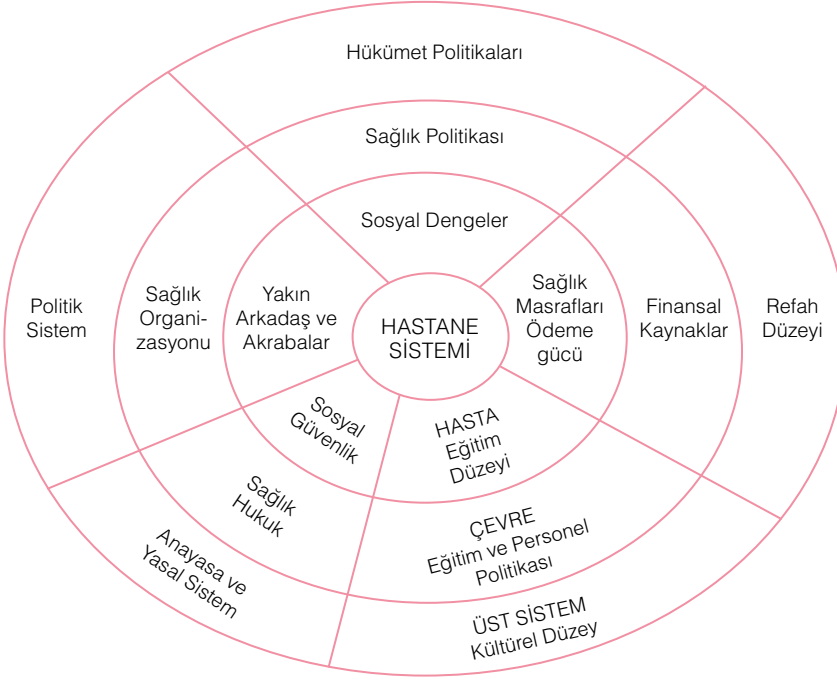 Hükümet Politikaları
Sağlık Politikası
Sosyal Dengeler
Politik
Sistem
Sağlık
Organi-
zasyonu
Yakın
Arkadaş ve
Akrabalar
HASTANE
SİSTEMİ
Sağlık
Masrafları
Ödeme
gücü
Finansal
Kaynaklar
Refah
Düzeyi
Sosyal
Güvenlik
HASTA
Eğitim
Düzeyi
Sağlık
Hukuk
ÇEVRE
Eğitim ve Personel
Politikası
Anayasa ve
Yasal Sistem
ÜST SİSTEM
Kültürel Düzey